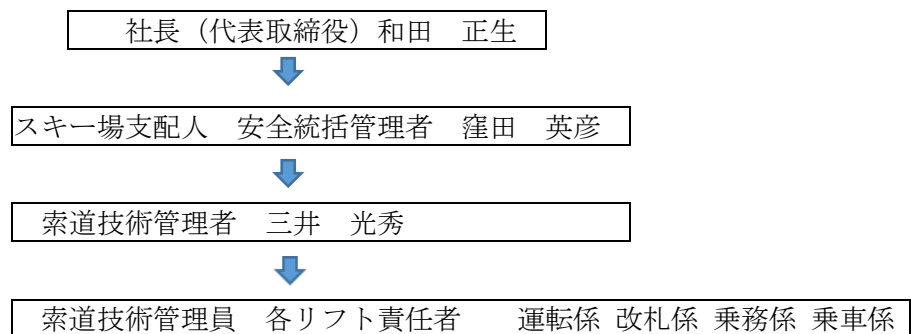 社長（代表取締役）和田　正生
スキー場支配人　安全統括管理者　窪田　英彦
索道技術管理者　三井　光秀
索道技術管理員　各リフト責任者　　運転係 改札係 乗務係 乗車係